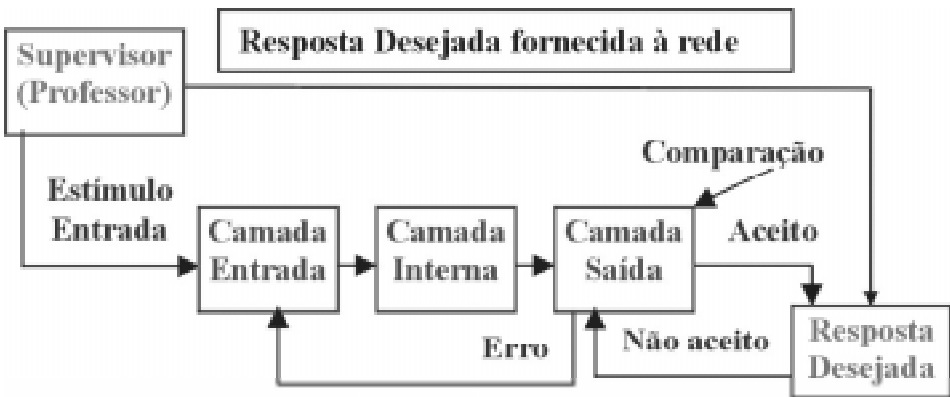 Resposta Desejada fornecida à rede
Supervisor
(Professor)
Comparação
Estímulo
Entrada
Camada
Entrada
Camada
Interna
Camada
Saída
Aceito
Erro
Não aceito
Resposta
Desejada